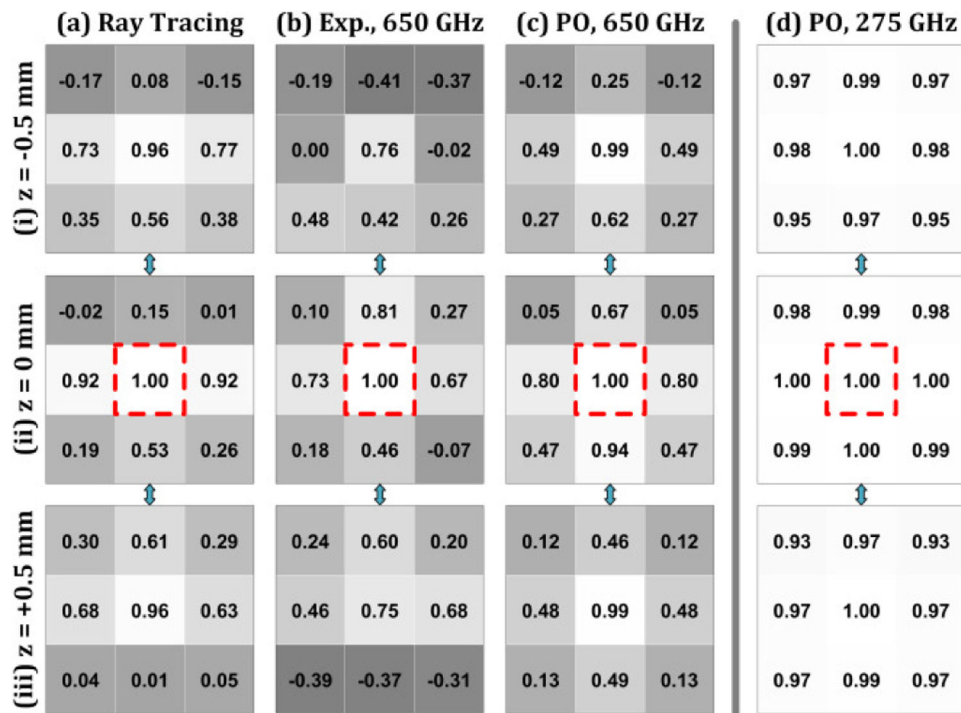 (a) Ray Tracing (b) Exp., 650 GHz (c) PO, 650 GHz (d) PO, 275 GHz
(i) z = -0.5 mm
-0.17 0.08 -0.15 -0.19 -0.41 -0.37 -0.12 0.25 -0.12 0.97 0.99 0.97
0.73 0.96 0.77 0.00 0.76 -0.02 0.49 0.99 0.49 0.98 1.00 0.98
0.35 0.56 0.38 0.48 0.42 0.26 0.27 0.62 0.27 0.95 0.97 0.95
(ii) z = 0 mm
-0.02 0.15 0.01 0.10 0.81 0.27 0.05 0.67 0.05 0.98 0.99 0.98
0.92 1.00 0.92 0.73 1.00 0.67 0.80 1.00 0.80 1.00 1.00 1.00
0.19 0.53 0.26 0.18 0.46 -0.07 0.47 0.94 0.47 0.99 1.00 0.99
(iii) z = +0.5 mm
0.30 0.61 0.29 0.24 0.60 0.20 0.12 0.46 0.12 0.93 0.97 0.93
0.68 0.96 0.63 0.46 0.75 0.68 0.48 0.99 0.48 0.97 1.00 0.97
0.04 0.01 0.05 -0.39 -0.37 -0.31 0.13 0.49 0.13 0.97 0.99 0.97